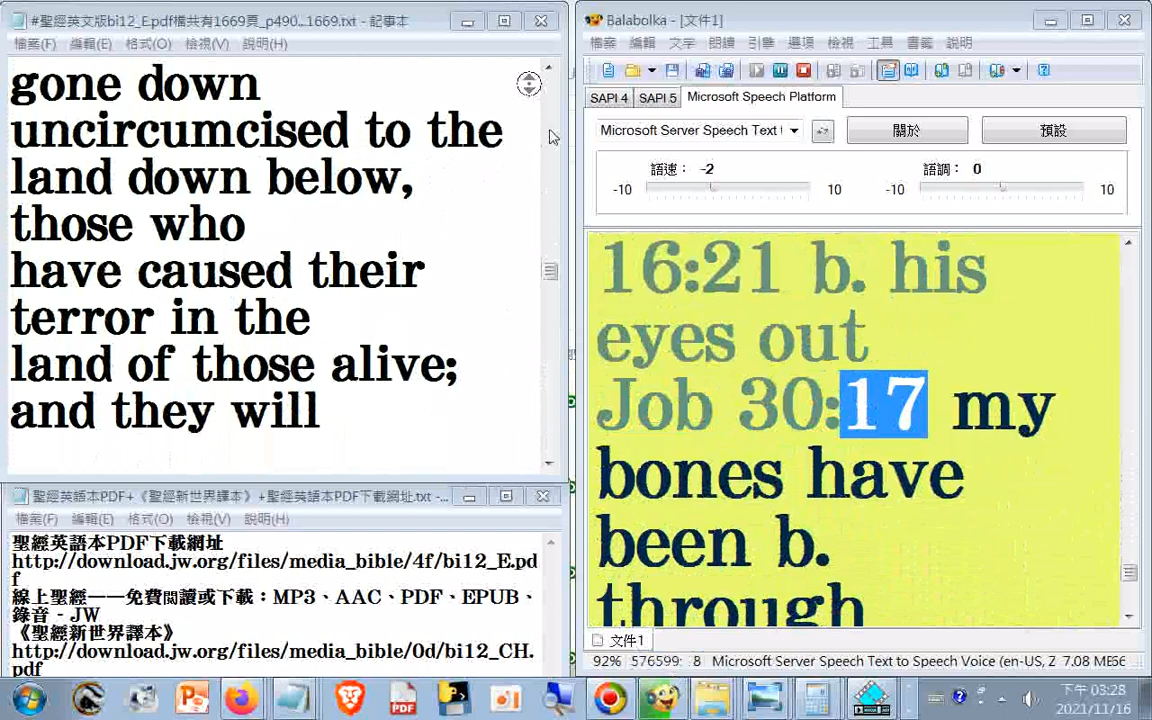 #聖經英文版bi12_E.pdf檔共有1669頁_p490...1669.txt - 記事本
檔案(F) 編輯(E) 格式(O) 檢視(V) 說明(H)
gone down
uncircumcised to the
land down below,
those who
have caused their
terror in the
land of those alive;
and they will
聖經英語本PDF+《聖經新世界譯本》+聖經英語本PDF下載網址.txt -...
檔案(F) 編輯(E) 格式(O) 檢視(V) 說明(H)
聖經英語本PDF下載網址
http://download.jw.org/files/media_bible/4f/bi12_E.pd
f
線上聖經——免費閱讀或下載：MP3、AAC、PDF、EPUB、
錄音 - JW
《聖經新世界譯本》
http://download.jw.org/files/media_bible/0d/bi12_CH.
pdf
Balabolka - [文件1]
檔案 編輯 文字 朗讀 引擎 選項 檢視 工具 書籤 說明
SAPI 4 SAPI 5 Microsoft Speech Platform
Microsoft Server Speech Text 關於 預設
語速： -2 語調： 0
-10 10 -10 10
16:21 b. his
eyes out
Job 30:17 my
bones have
been b.
through
文件1
92% 576599: 8 Microsoft Server Speech Text to Speech Voice (en-US, Z 7.08 ME
下午 03:28
2021/11/16